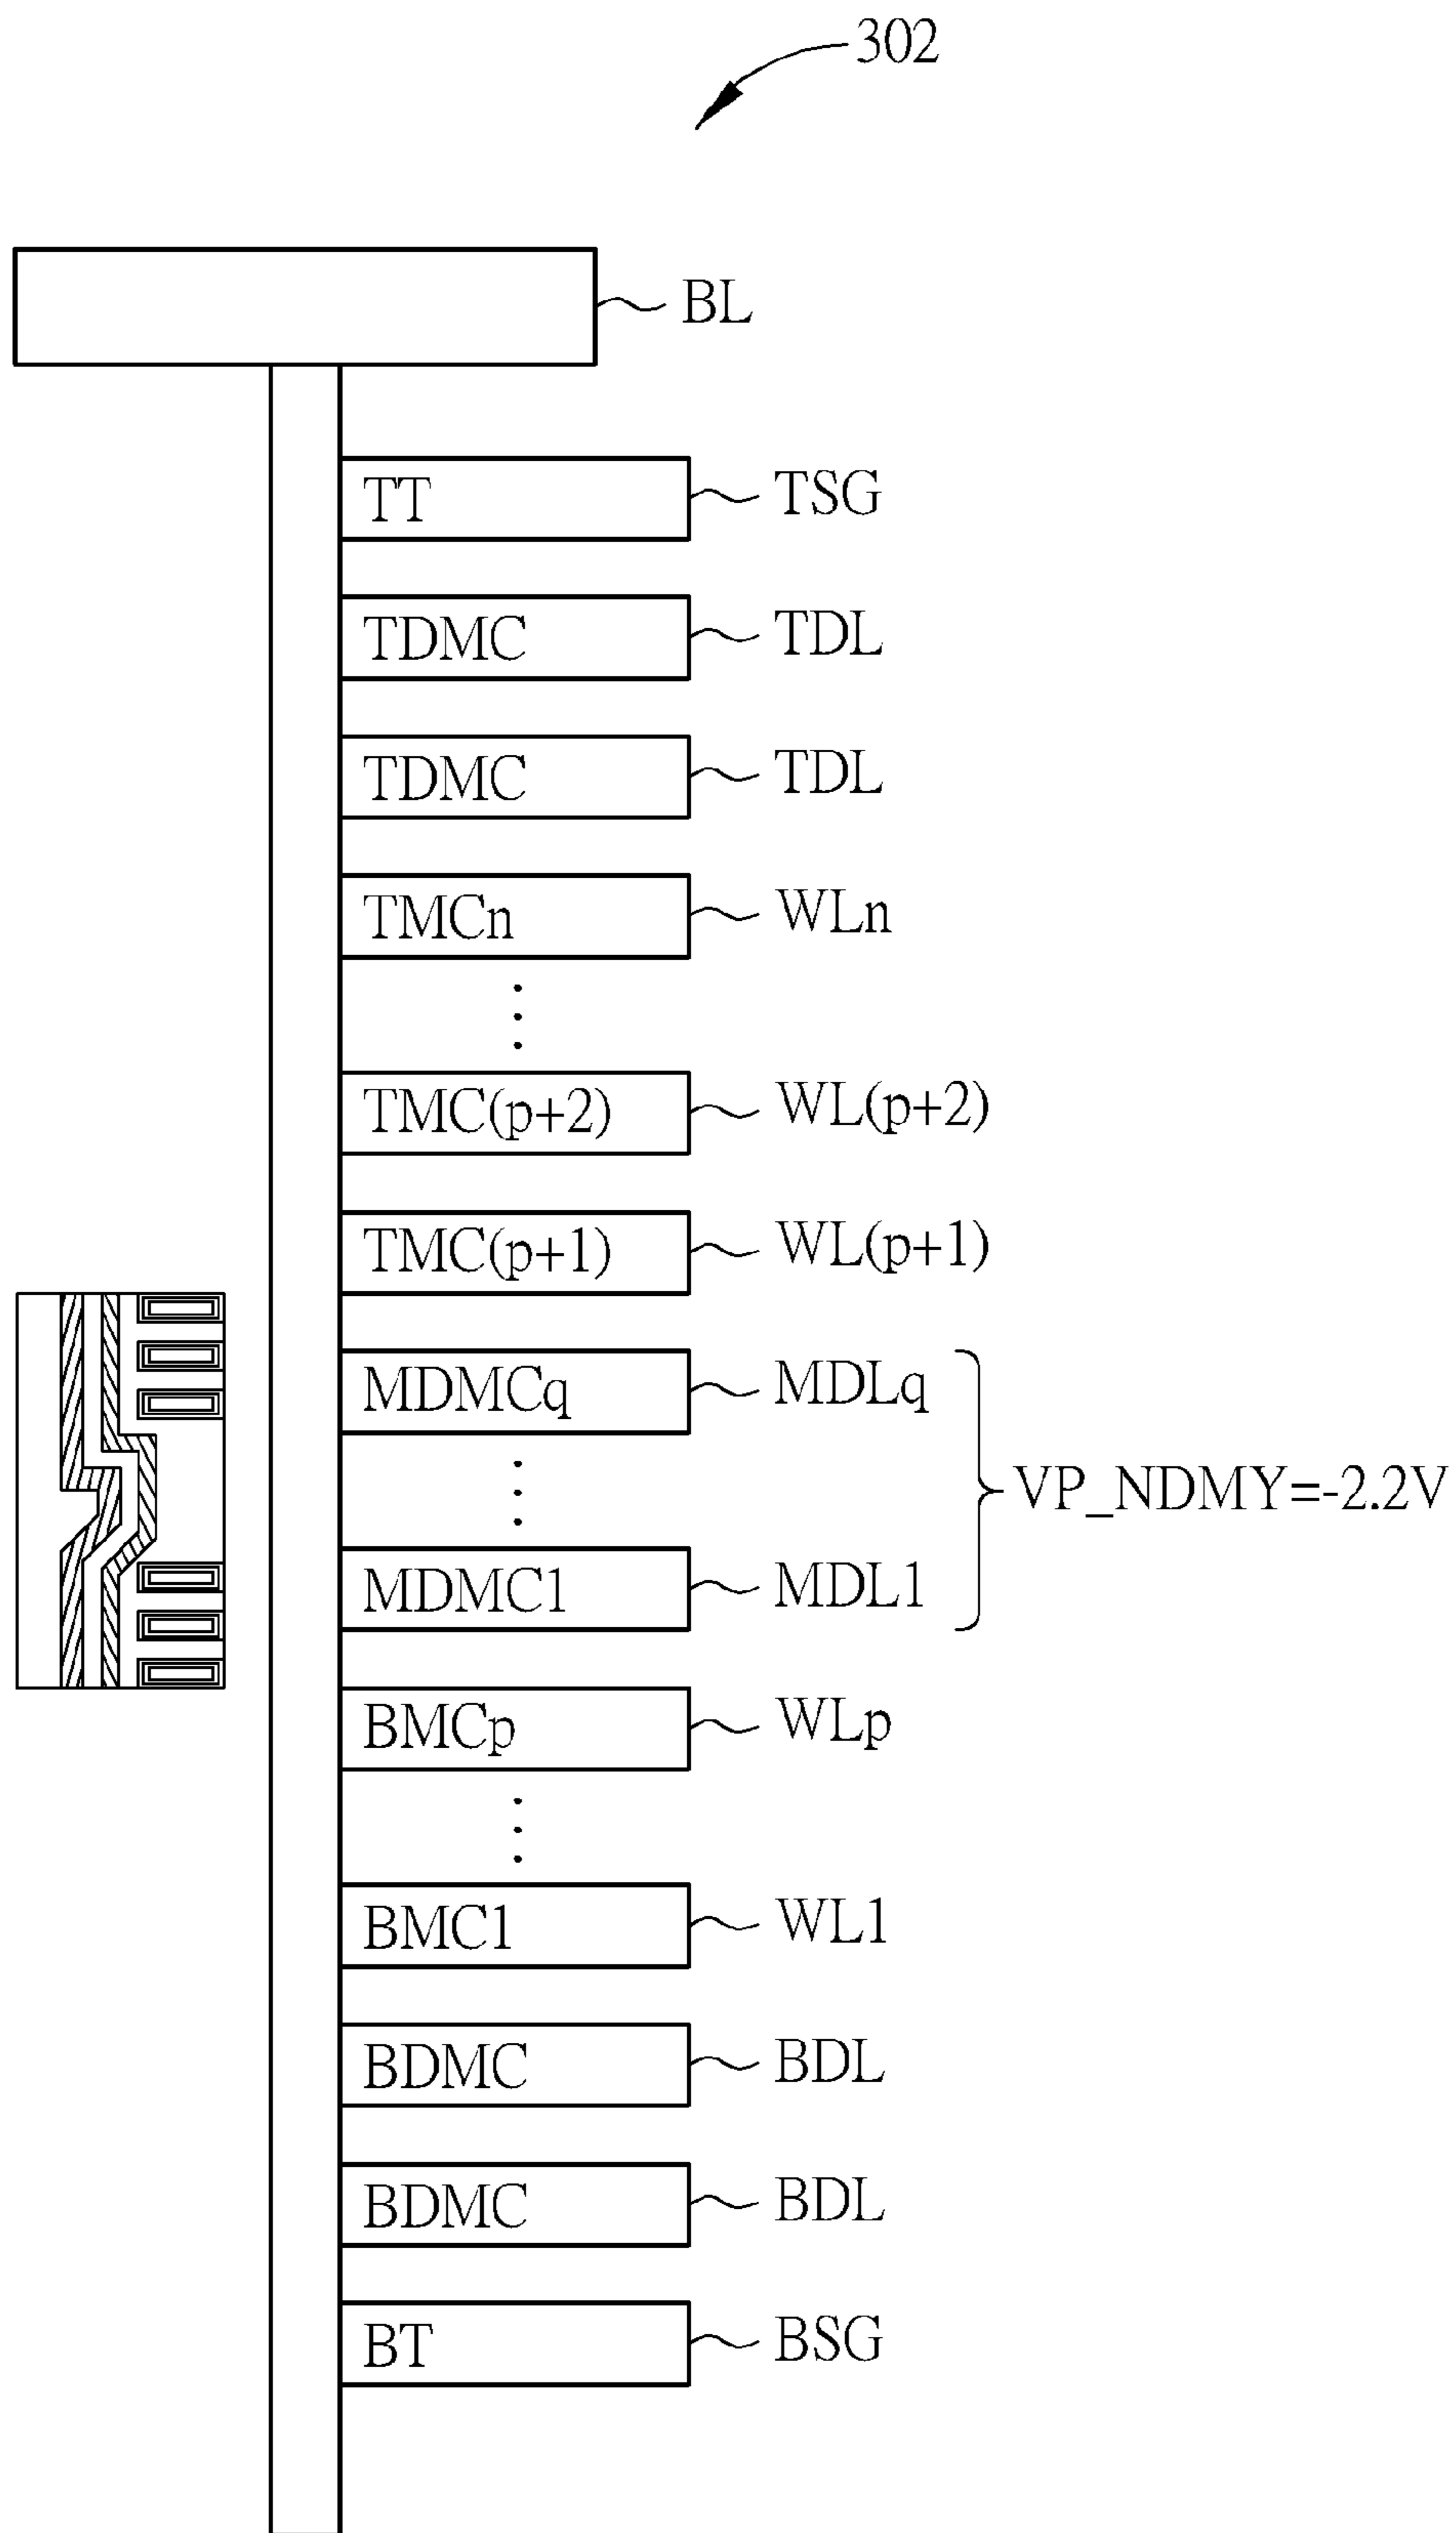 302
BL
TT TSG
TDMC TDL
TDMC TDL
TMCn WLn
TMC(p+2) WL(p+2)
TMC(p+1) WL(p+1)
MDMCq MDLq
VP_NDMY=-2.2V
MDMC1 MDL1
BMCp WLp
BMC1 WL1
BDMC BDL
BDMC BDL
BT BSG